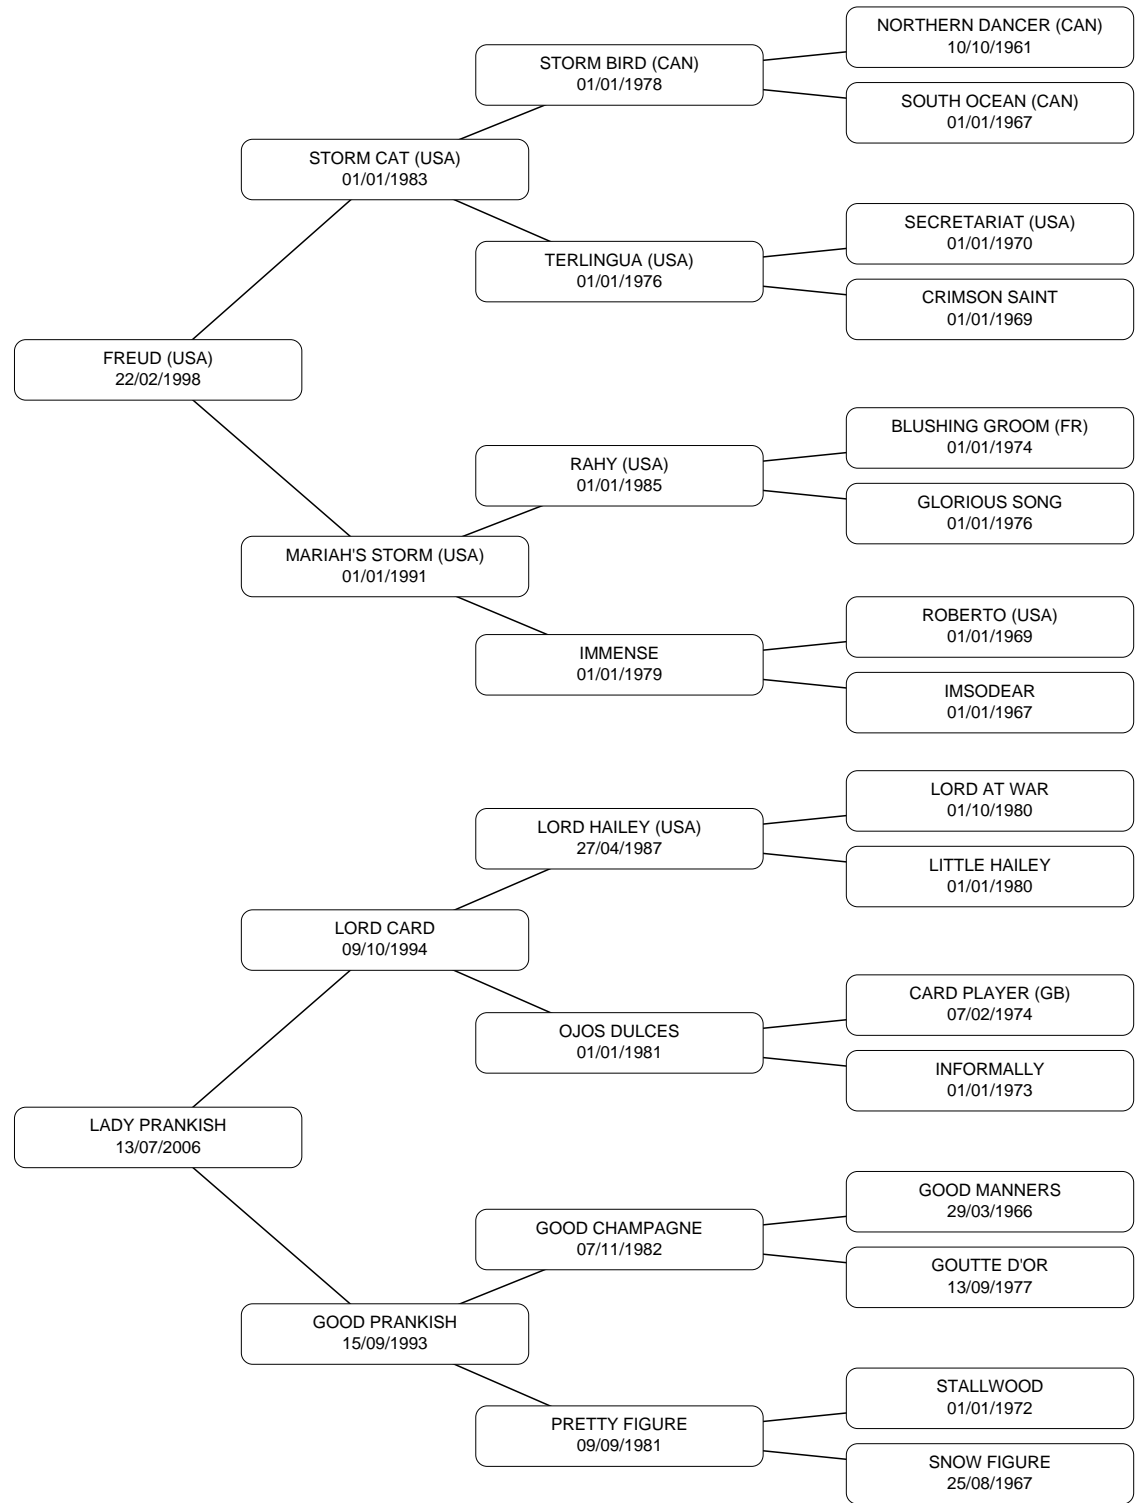 NORTHERN DANCER (CAN)
10/10/1961
STORM BIRD (CAN)
01/01/1978
SOUTH OCEAN (CAN)
01/01/1967
STORM CAT (USA)
01/01/1983
SECRETARIAT (USA)
01/01/1970
TERLINGUA (USA)
01/01/1976
CRIMSON SAINT
01/01/1969
FREUD (USA)
22/02/1998
BLUSHING GROOM (FR)
01/01/1974
RAHY (USA)
01/01/1985
GLORIOUS SONG
01/01/1976
MARIAH'S STORM (USA)
01/01/1991
ROBERTO (USA)
01/01/1969
IMMENSE
01/01/1979
IMSODEAR
01/01/1967
LORD AT WAR
01/10/1980
LORD HAILEY (USA)
27/04/1987
LITTLE HAILEY
01/01/1980
LORD CARD
09/10/1994
CARD PLAYER (GB)
07/02/1974
OJOS DULCES
01/01/1981
INFORMALLY
01/01/1973
LADY PRANKISH
13/07/2006
GOOD MANNERS
29/03/1966
GOOD CHAMPAGNE
07/11/1982
GOUTTE D'OR
13/09/1977
GOOD PRANKISH
15/09/1993
STALLWOOD
01/01/1972
PRETTY FIGURE
09/09/1981
SNOW FIGURE
25/08/1967